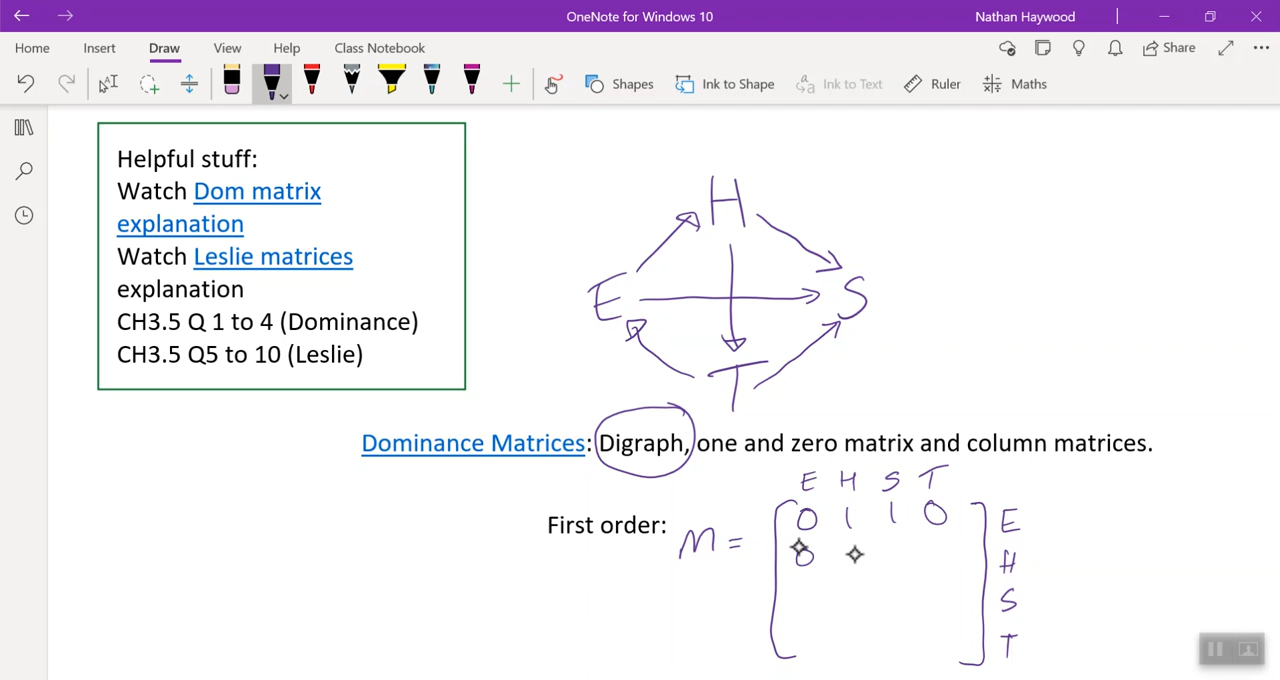 OneNote for Windows 10
Nathan Haywood
Home Insert Draw View Help Class Notebook
Share
Shapes Ink to Shape Ink to Text Ruler Maths
Helpful stuff:
Watch Dom matrix
explanation
Watch Leslie matrices
explanation
CH3.5 Q 1 to 4 (Dominance)
CH3.5 Q5 to 10 (Leslie)
H
E S
T
Dominance Matrices: Digraph, one and zero matrix and column matrices.
E H S T
First order: M = 0 1 1 0 E
0 H
S
T